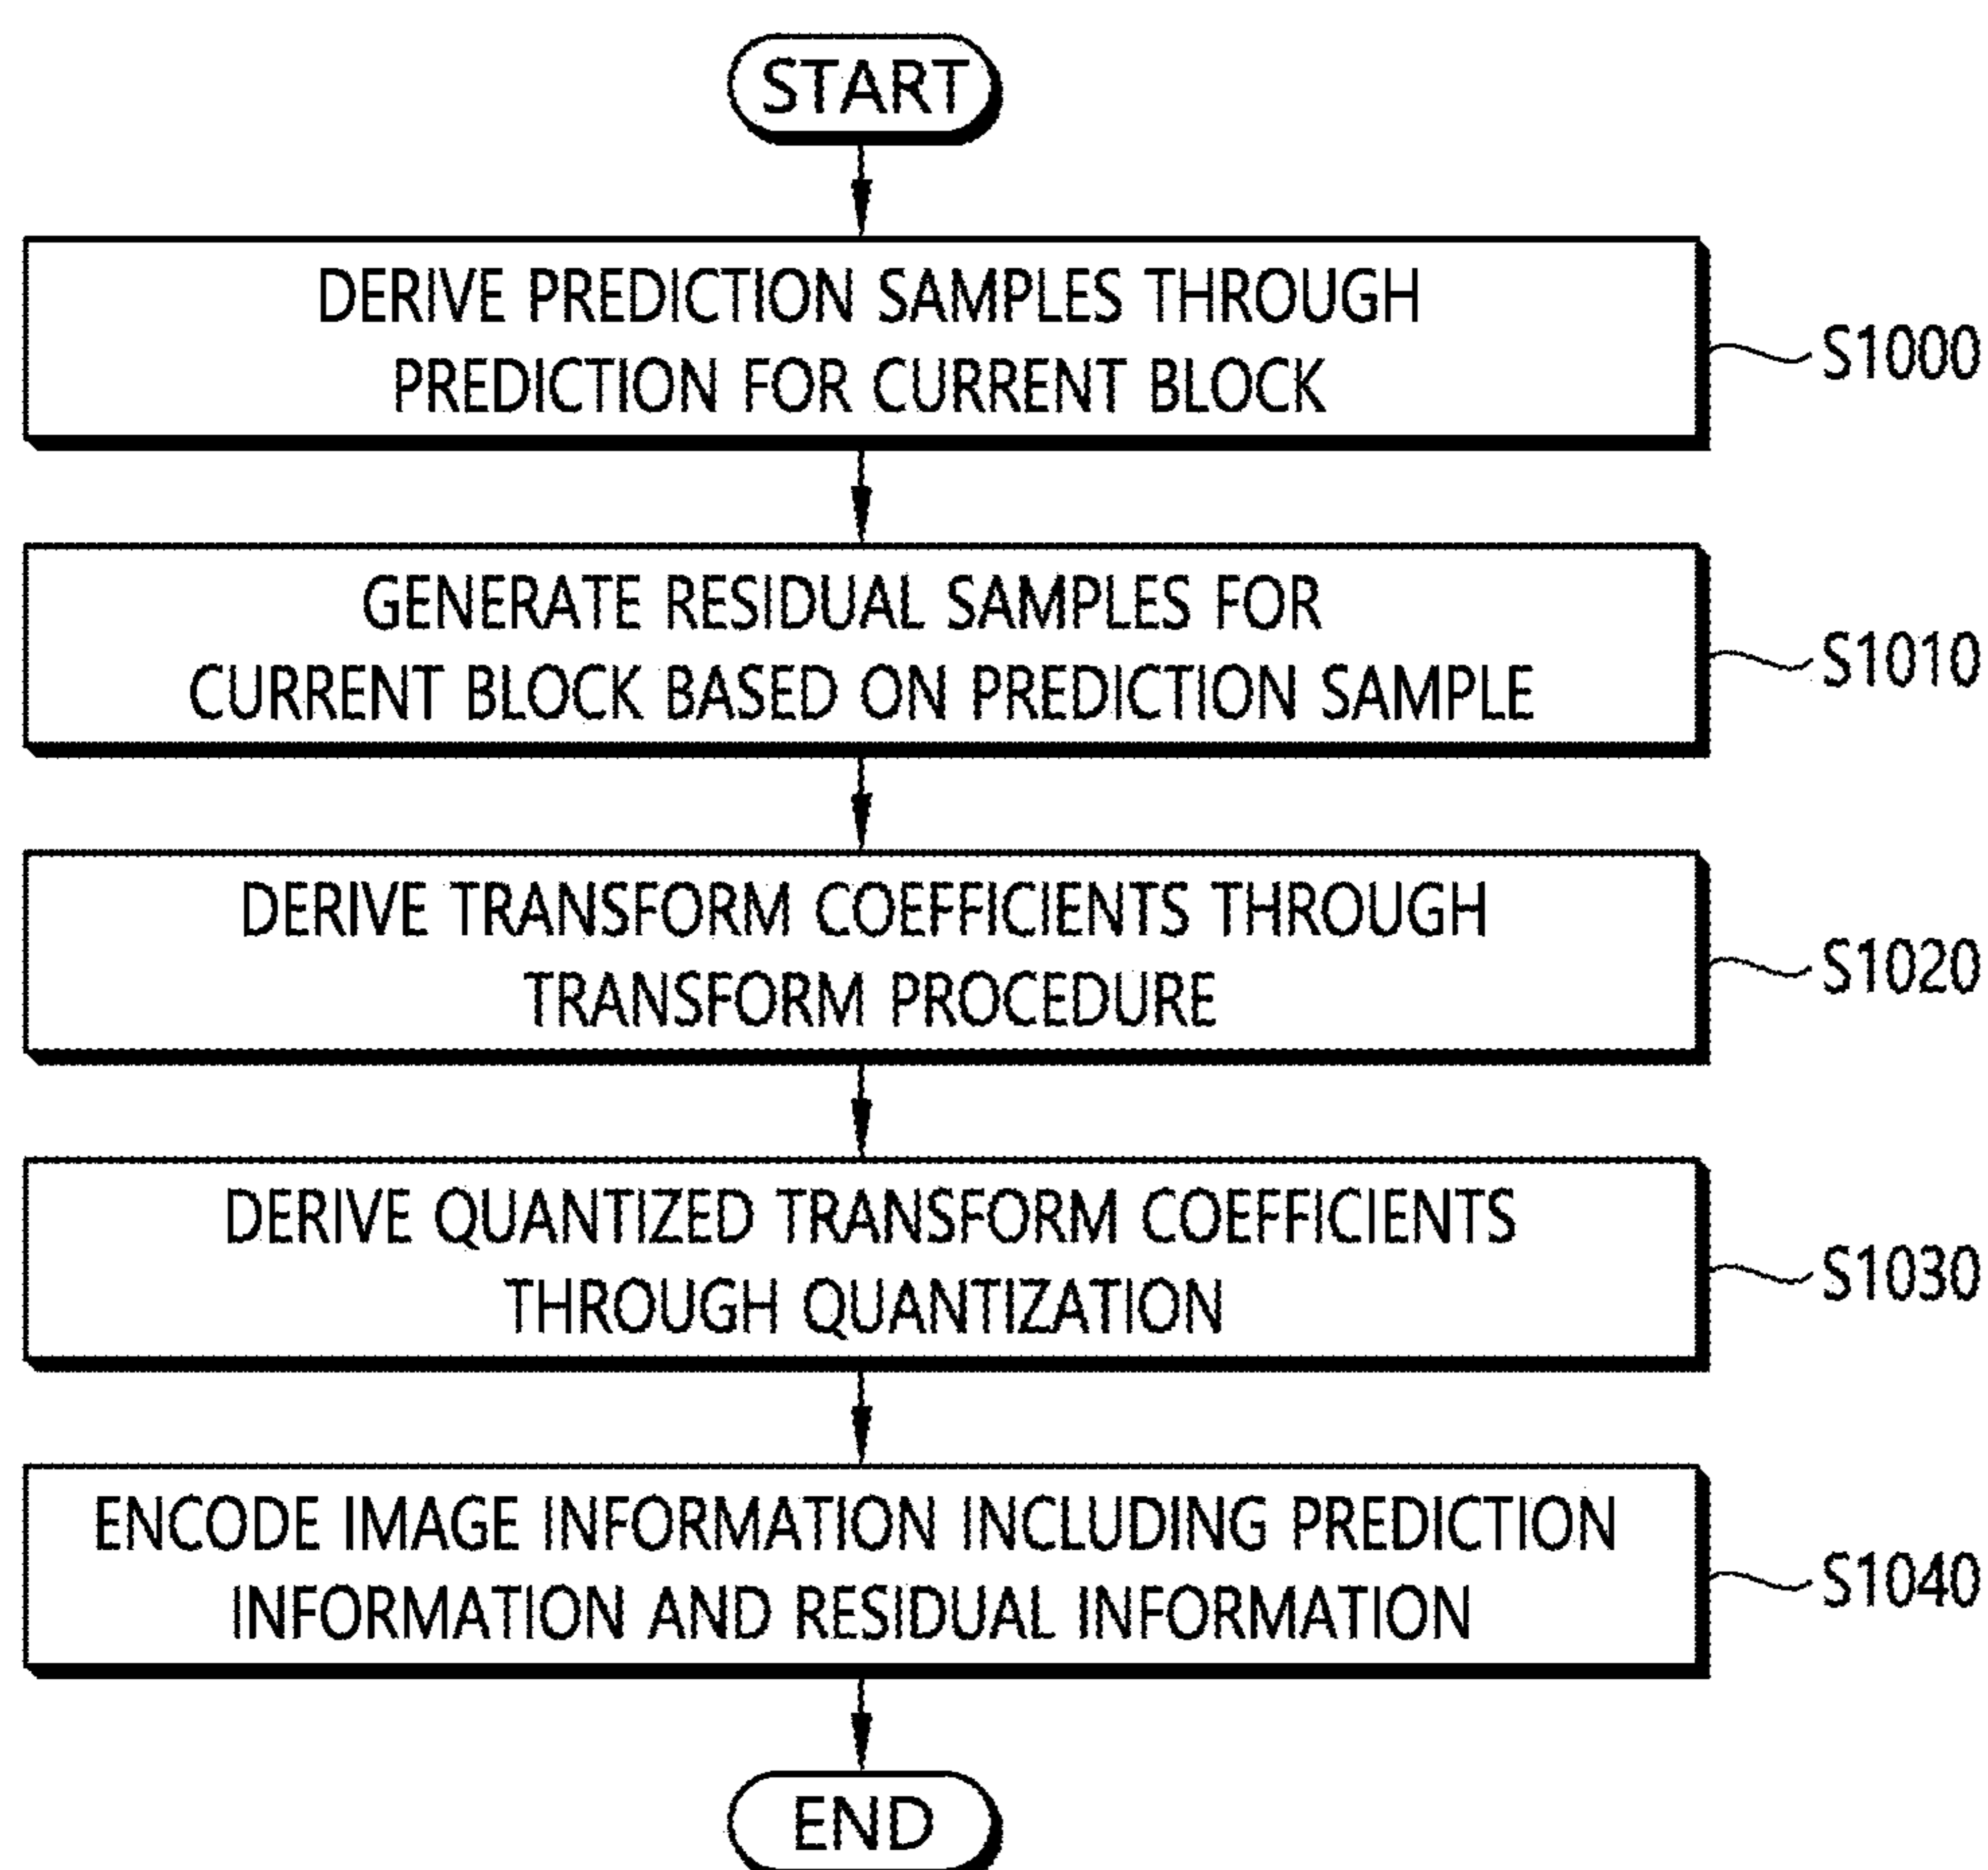 START
DERIVE PREDICTION SAMPLES THROUGH
PREDICTION FOR CURRENT BLOCK
S1000
GENERATE RESIDUAL SAMPLES FOR
CURRENT BLOCK BASED ON PREDICTION SAMPLE
S1010
DERIVE TRANSFORM COEFFICIENTS THROUGH
TRANSFORM PROCEDURE
S1020
DERIVE QUANTIZED TRANSFORM COEFFICIENTS
THROUGH QUANTIZATION
S1030
ENCODE IMAGE INFORMATION INCLUDING PREDICTION
INFORMATION AND RESIDUAL INFORMATION
S1040
END